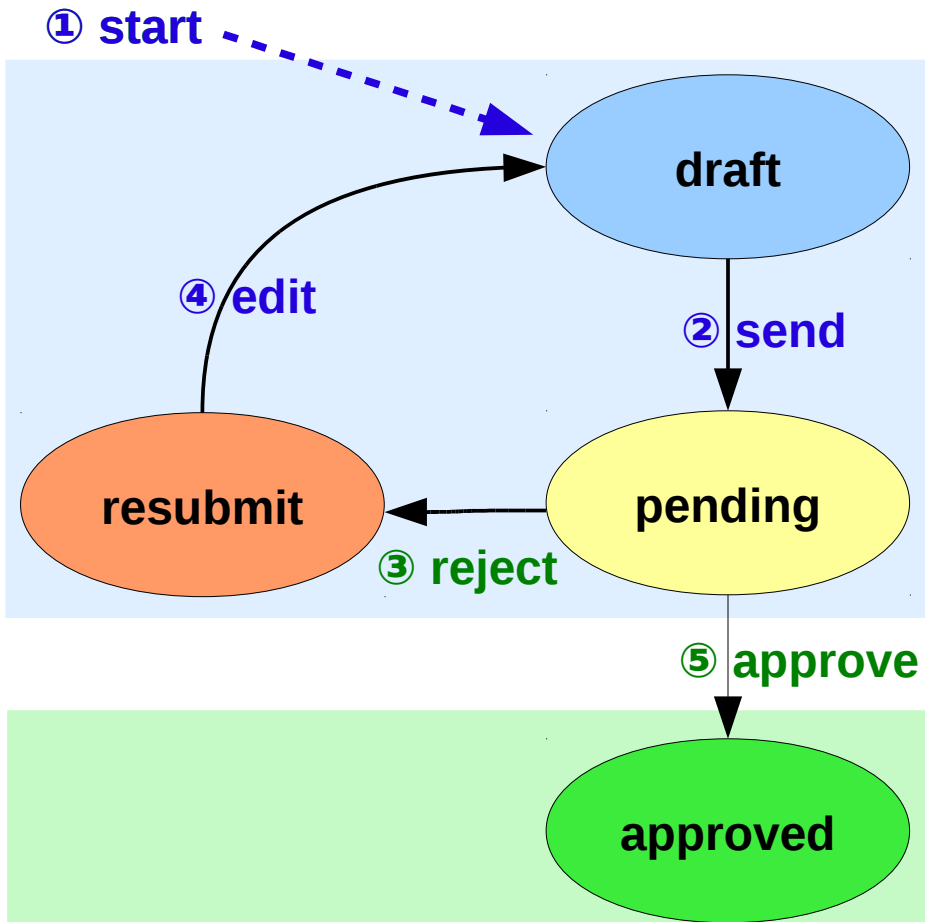 ① start
draft
④ edit
② send
resubmit
pending
③ reject
⑤ approve
approved